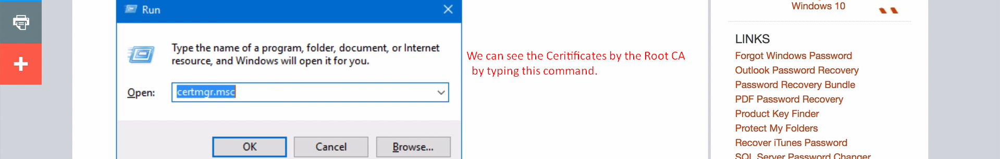 Run
Type the name of a program, folder, document, or Internet
resource, and Windows will open it for you.
Open:
certmgr.msc
OK
Cancel
Browse...
We can see the Ceritificates by the Root CA
by typing this command.
Windows 10
LINKS
Forgot Windows Password
Outlook Password Recovery
Password Recovery Bundle
PDF Password Recovery
Product Key Finder
Protect My Folders
Recover iTunes Password
SQL Server Password Changer